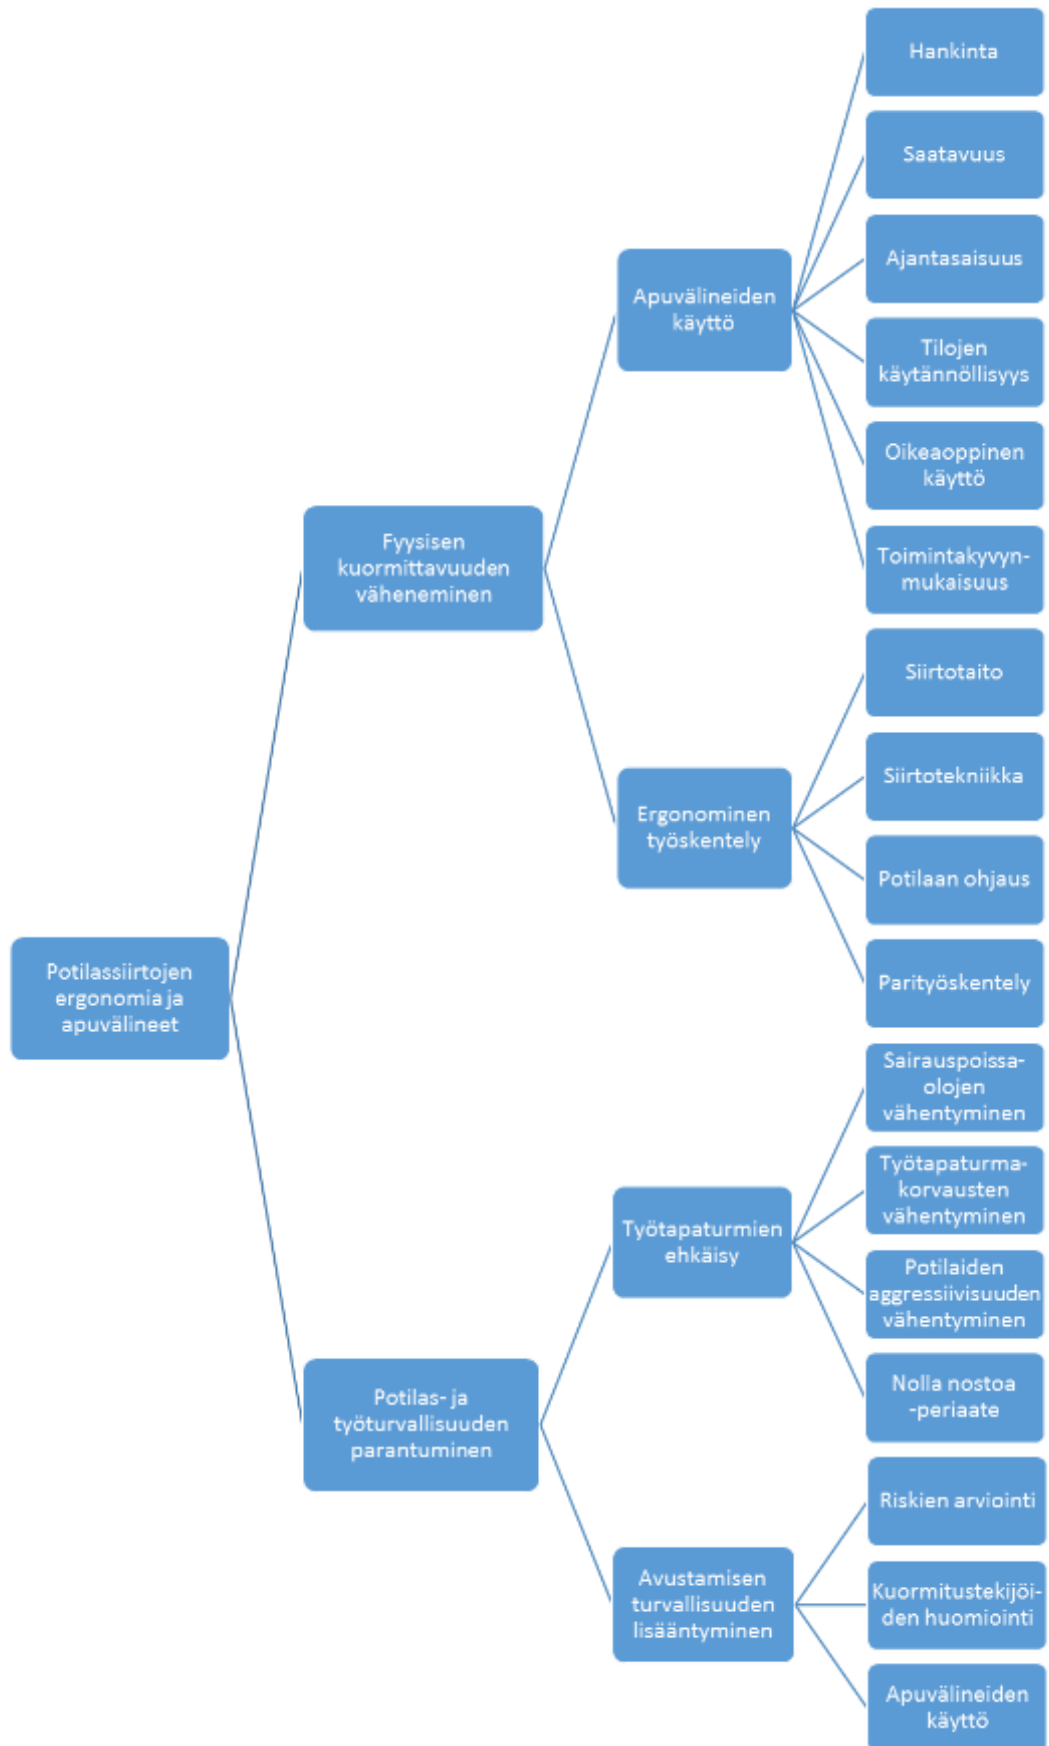 Potilassiirtojen
ergonomia ja
apuvälineet
Fyysisen
kuormittavuuden
väheneminen
Apuvälineiden
käyttö
Hankinta
Saatavuus
Ajantasaisuus
Tilojen
käytännöllisyys
Oikeaoppinen
käyttö
Toimintakyvyn-
mukaisuus
Ergonominen
työskentely
Siirtotaito
Siirtotekniikka
Potilaan ohjaus
Parityöskentely
Potilas- ja
työturvallisuuden
parantuminen
Työtapaturmien
ehkäisy
Sairauspoissa-
olojen
vähentyminen
Työtapaturma-
korvausten
vähentyminen
Potilaiden
aggressiivisuuden
vähentyminen
Nolla nostoa
-periaate
Avustamisen
turvallisuuden
lisääntyminen
Riskien arviointi
Kuormitustekijöi-
den huomiointi
Apuvälineiden
käyttö